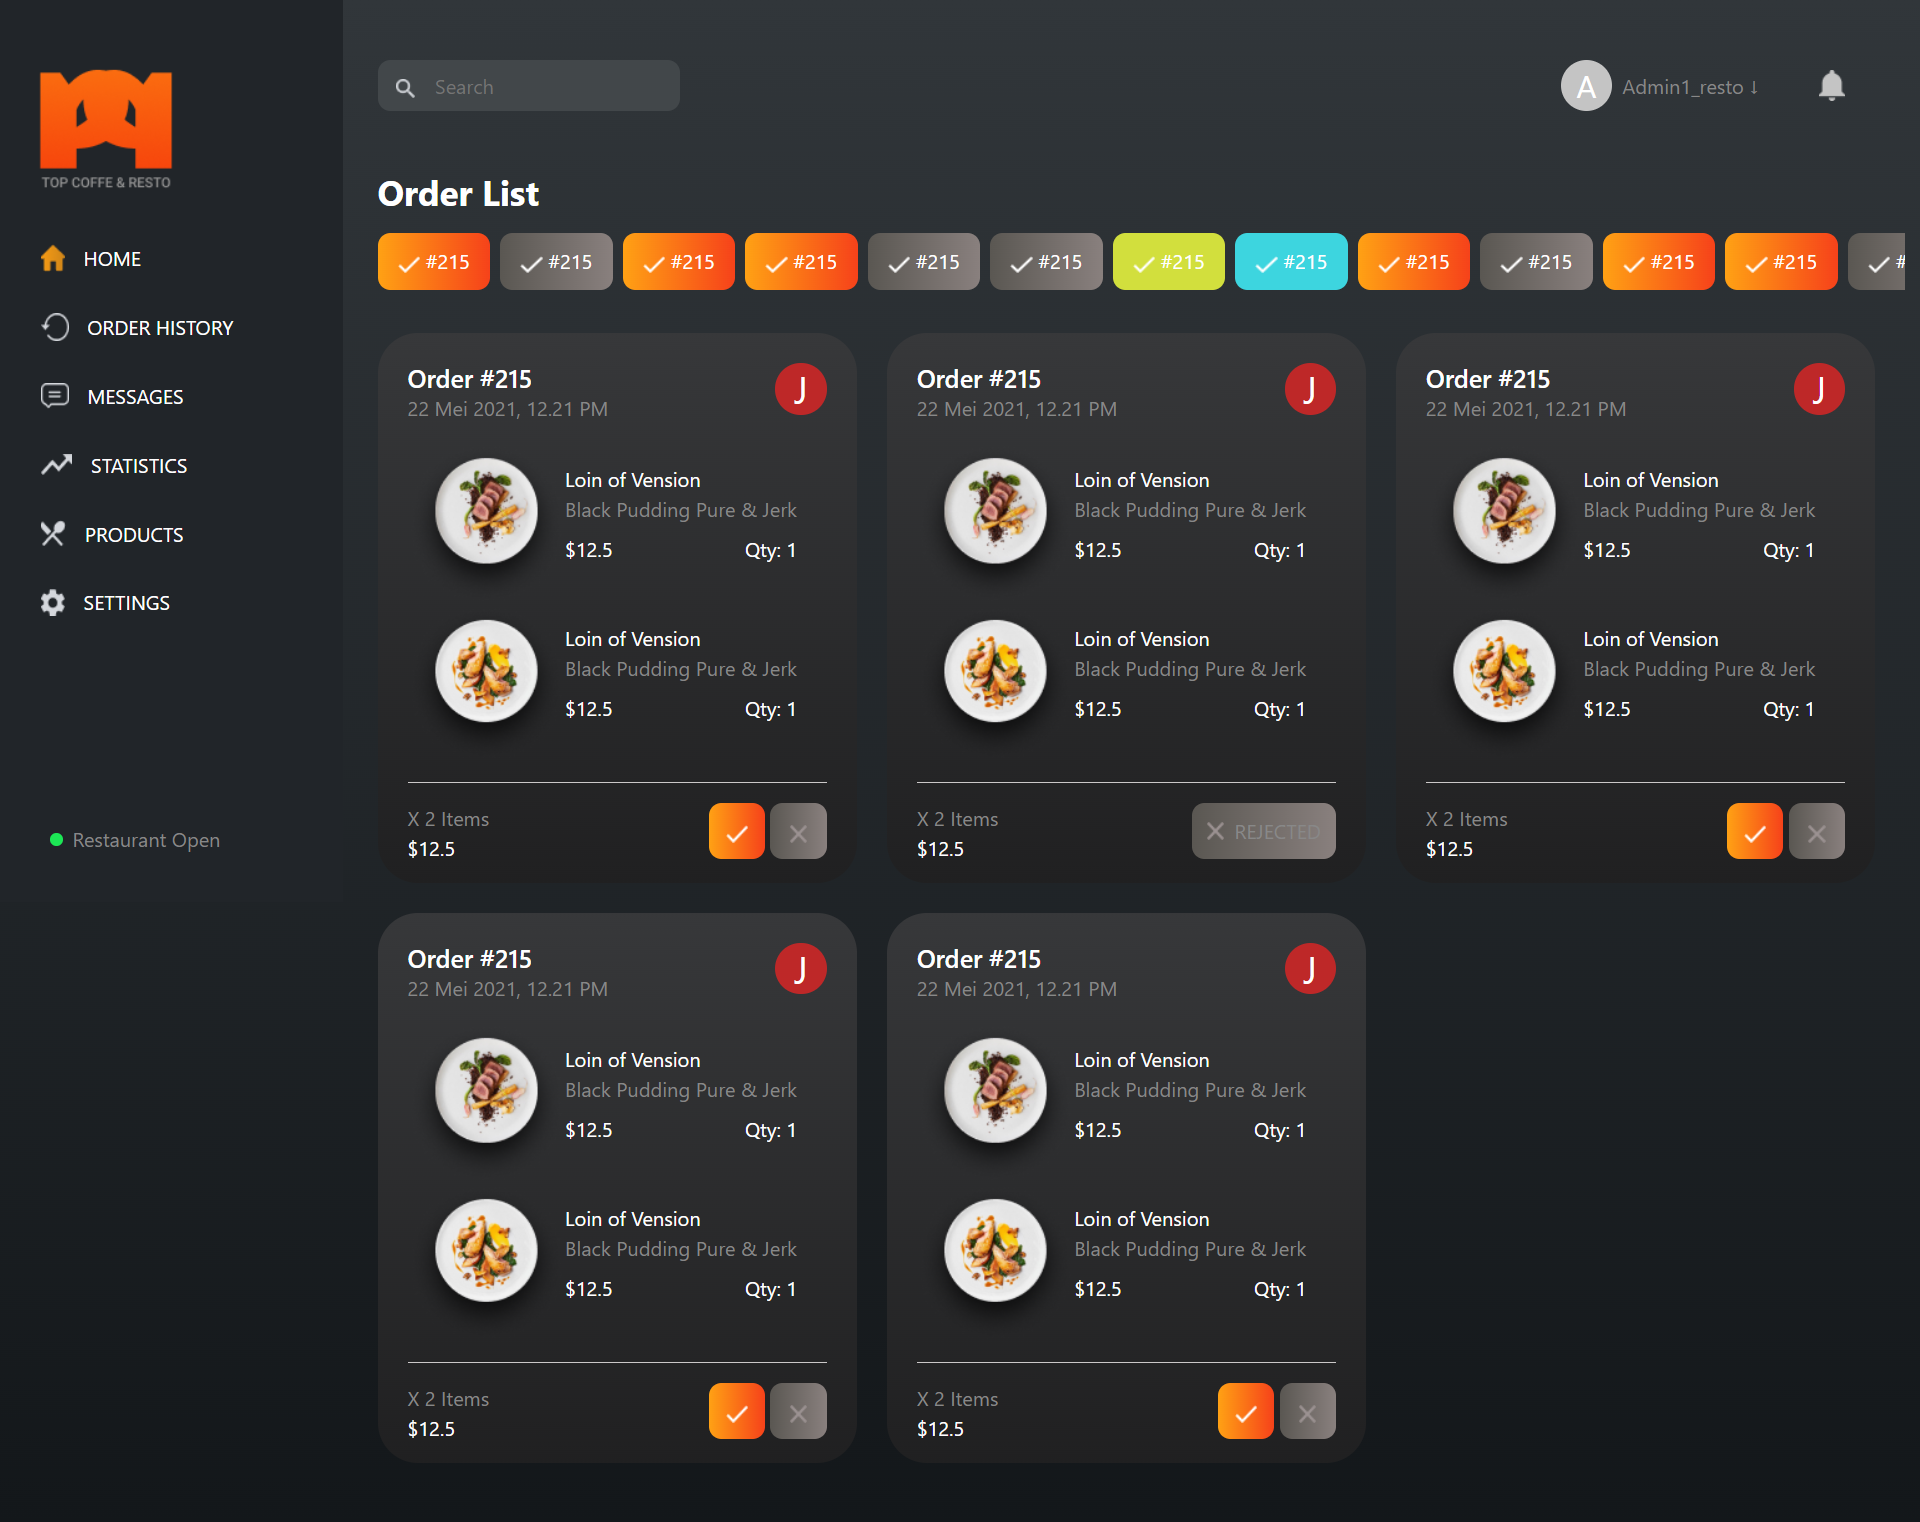 TOP COFFE & RESTO
HOME
ORDER HISTORY
MESSAGES
STATISTICS
PRODUCTS
SETTINGS
Restaurant Open
Search
A Admin1_resto ↓
Order List
#215 #215 #215 #215 #215 #215 #215 #215 #215 #215 #215 #215 #
Order #215
22 Mei 2021, 12.21 PM
J
Loin of Vension
Black Pudding Pure & Jerk
$12.5 Qty: 1
Loin of Vension
Black Pudding Pure & Jerk
$12.5 Qty: 1
X 2 Items
$12.5
Order #215
22 Mei 2021, 12.21 PM
J
Loin of Vension
Black Pudding Pure & Jerk
$12.5 Qty: 1
Loin of Vension
Black Pudding Pure & Jerk
$12.5 Qty: 1
X 2 Items
$12.5
REJECTED
Order #215
22 Mei 2021, 12.21 PM
J
Loin of Vension
Black Pudding Pure & Jerk
$12.5 Qty: 1
Loin of Vension
Black Pudding Pure & Jerk
$12.5 Qty: 1
X 2 Items
$12.5
Order #215
22 Mei 2021, 12.21 PM
J
Loin of Vension
Black Pudding Pure & Jerk
$12.5 Qty: 1
Loin of Vension
Black Pudding Pure & Jerk
$12.5 Qty: 1
X 2 Items
$12.5
Order #215
22 Mei 2021, 12.21 PM
J
Loin of Vension
Black Pudding Pure & Jerk
$12.5 Qty: 1
Loin of Vension
Black Pudding Pure & Jerk
$12.5 Qty: 1
X 2 Items
$12.5